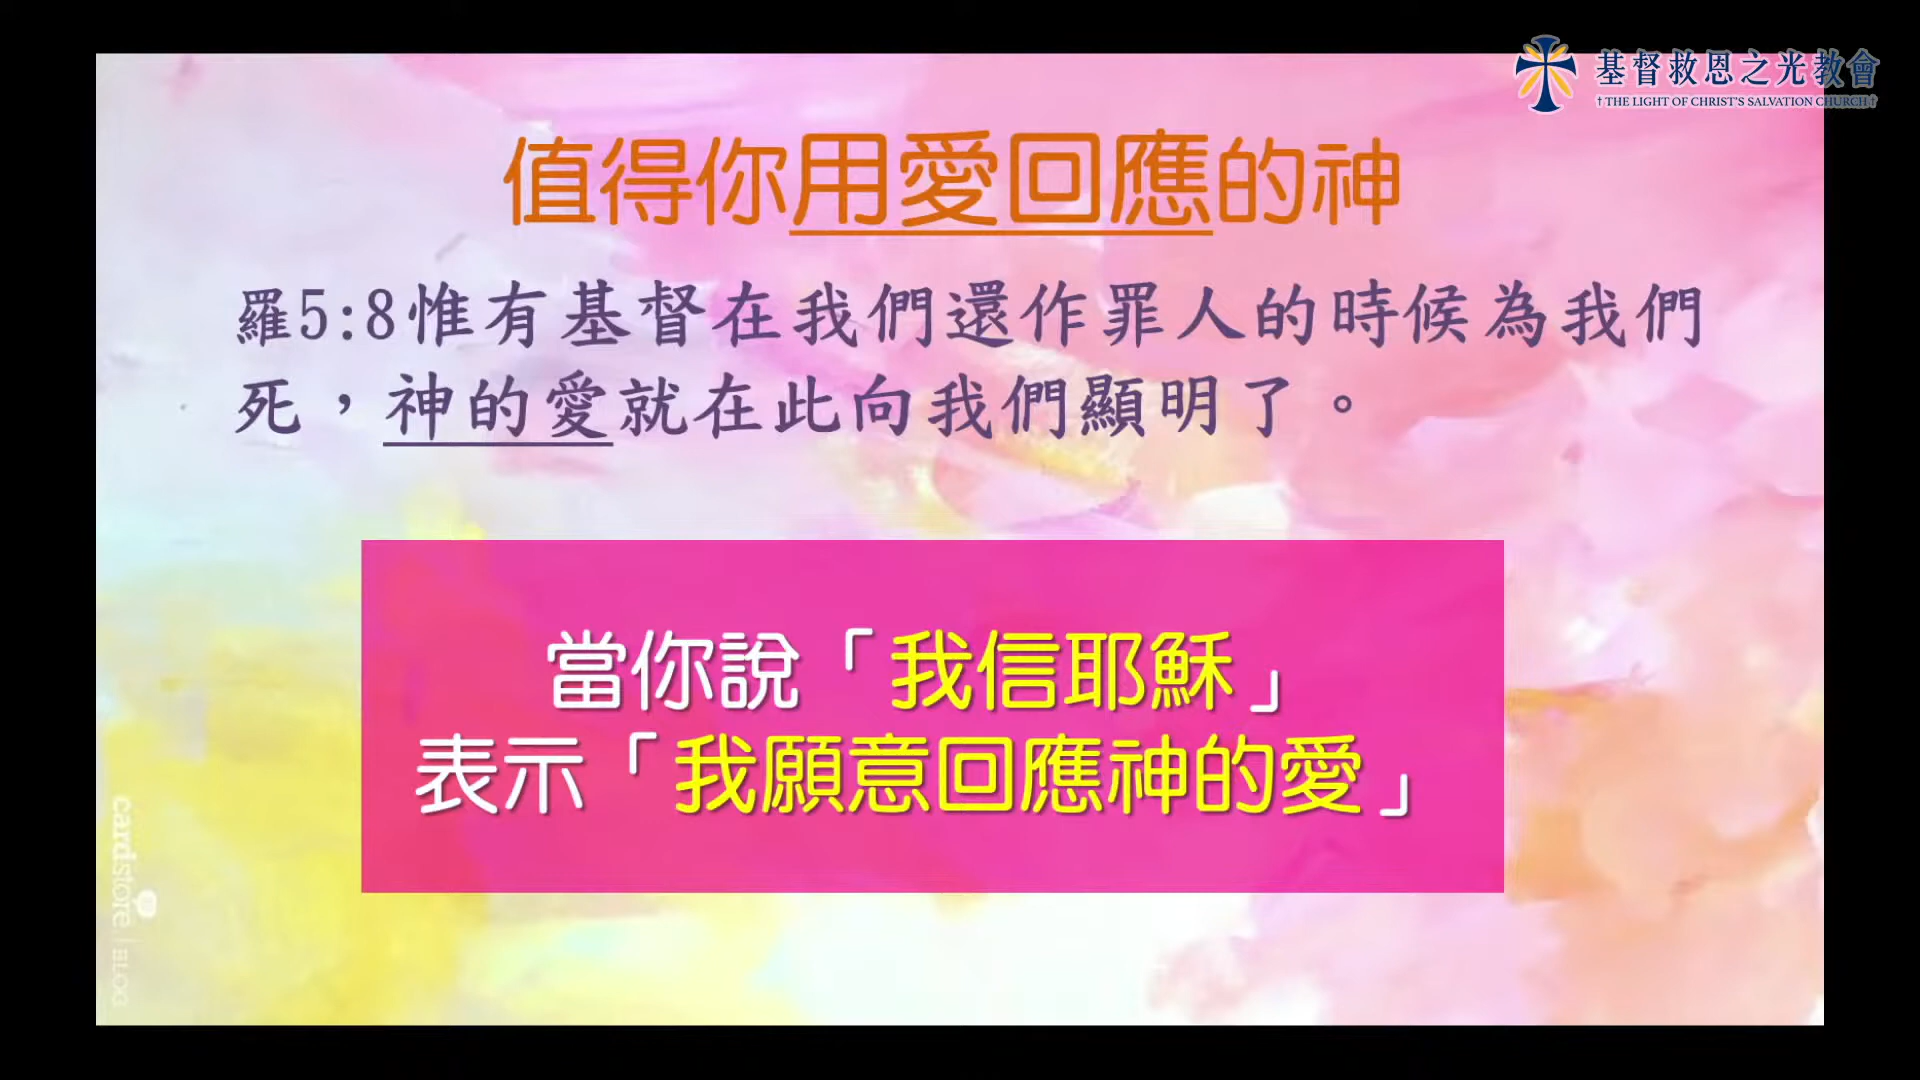 基督救恩之光教會
†THE LIGHT OF CHRIST'S SALVATION CHURCH†
值得你用愛回應的神
羅5:8惟有基督在我們還作罪人的時候為我們
死，神的愛就在此向我們顯明了。
當你說「我信耶穌」
表示「我願意回應神的愛」
cardstore | BLOG